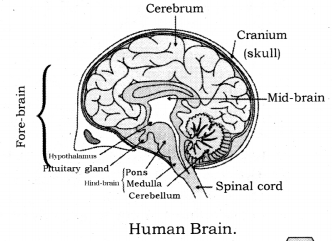 Cerebrum
Cranium
(skull)
Fore-brain
Mid-brain
Hypothalamus
Pituitary gland
Hind-brain
Pons
Medulla
Cerebellum
Spinal cord
Human Brain.